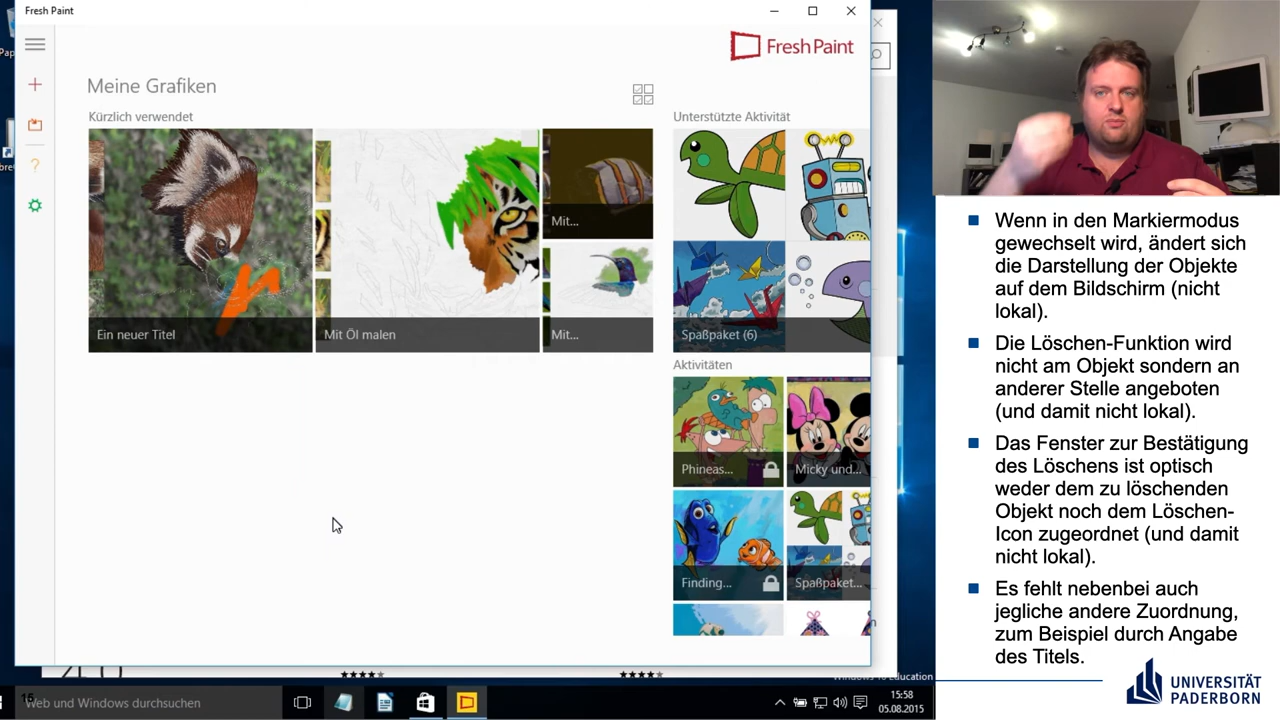 Fresh Paint
Fresh Paint
Meine Grafiken
Kürzlich verwendet
Ein neuer Titel
Mit Öl malen
Mit...
Mit...
Unterstützte Aktivität
Spaßpaket (6)
Aktivitäten
Phineas...
Micky und...
Finding...
Spaßpaket...
Windows 10 Education
Web und Windows durchsuchen
15:58
05.08.2015
Wenn in den Markiermodus
gewechselt wird, ändert sich
die Darstellung der Objekte
auf dem Bildschirm (nicht
lokal).
Die Löschen-Funktion wird
nicht am Objekt sondern an
anderer Stelle angeboten
(und damit nicht lokal).
Das Fenster zur Bestätigung
des Löschens ist optisch
weder dem zu löschenden
Objekt noch dem Löschen-
Icon zugeordnet (und damit
nicht lokal).
Es fehlt nebenbei auch
jegliche andere Zuordnung,
zum Beispiel durch Angabe
des Titels.
UNIVERSITÄT
PADERBORN